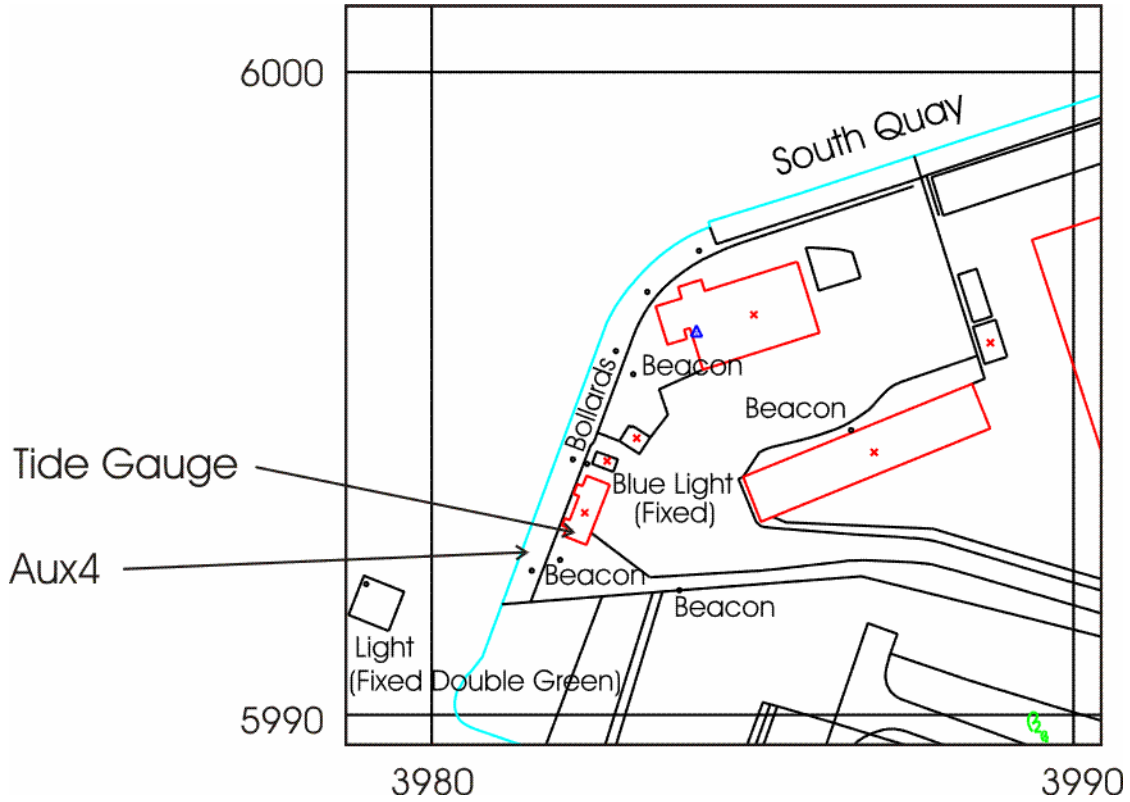 6000
South Quay
Beacon
Bollards
Beacon
Tide Gauge
Blue Light
(Fixed)
Aux4
Beacon
Beacon
Light
(Fixed Double Green)
5990
3980
3990